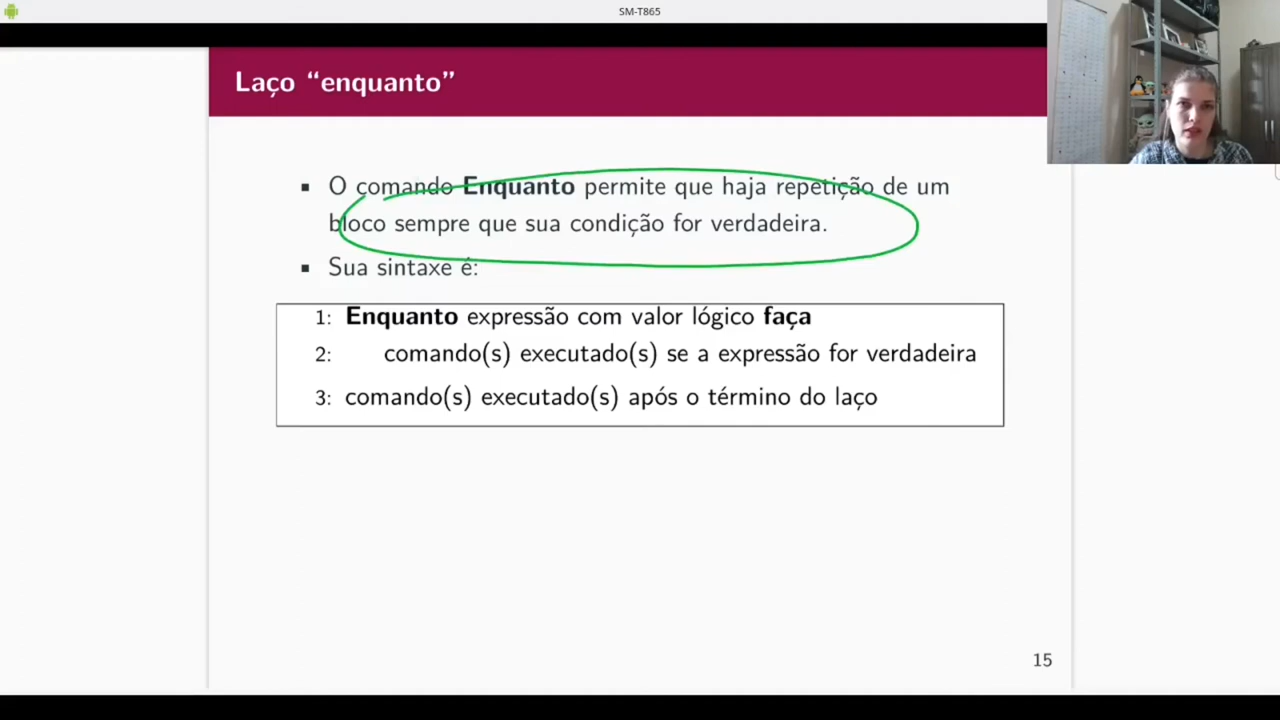 SM-T865
Laço “enquanto”
▪ O comando Enquanto permite que haja repetição de um
bloco sempre que sua condição for verdadeira.
▪ Sua sintaxe é:
1: Enquanto expressão com valor lógico faça
2: comando(s) executado(s) se a expressão for verdadeira
3: comando(s) executado(s) após o término do laço
15